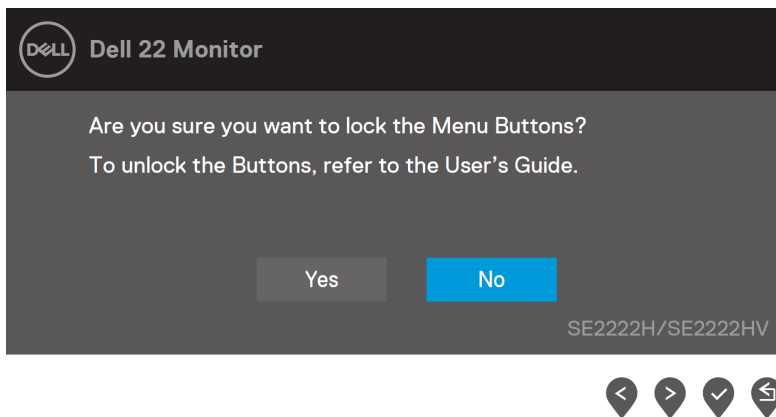 DELL
Dell 22 Monitor
Are you sure you want to lock the Menu Buttons?
To unlock the Buttons, refer to the User's Guide.
Yes
No
SE2222H/SE2222HV